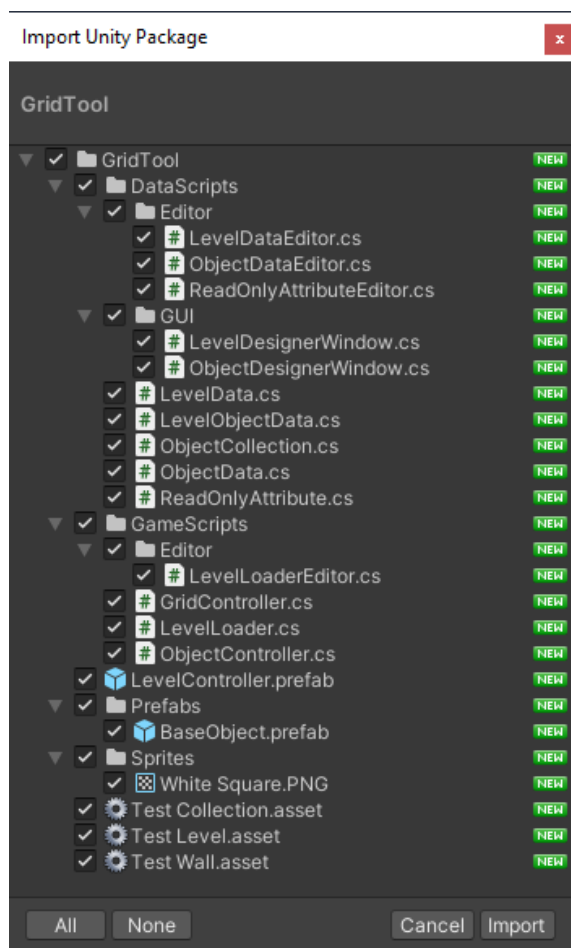 Import Unity Package x
GridTool
GridTool NEW
DataScripts NEW
Editor NEW
# LevelDataEditor.cs NEW
# ObjectDataEditor.cs NEW
# ReadOnlyAttributeEditor.cs NEW
GUI NEW
# LevelDesignerWindow.cs NEW
# ObjectDesignerWindow.cs NEW
# LevelData.cs NEW
# LevelObjectData.cs NEW
# ObjectCollection.cs NEW
# ObjectData.cs NEW
# ReadOnlyAttribute.cs NEW
GameScripts NEW
Editor NEW
# LevelLoaderEditor.cs NEW
# GridController.cs NEW
# LevelLoader.cs NEW
# ObjectController.cs NEW
LevelController.prefab NEW
Prefabs NEW
BaseObject.prefab NEW
Sprites NEW
White Square.PNG NEW
Test Collection.asset NEW
Test Level.asset NEW
Test Wall.asset NEW
All None Cancel Import